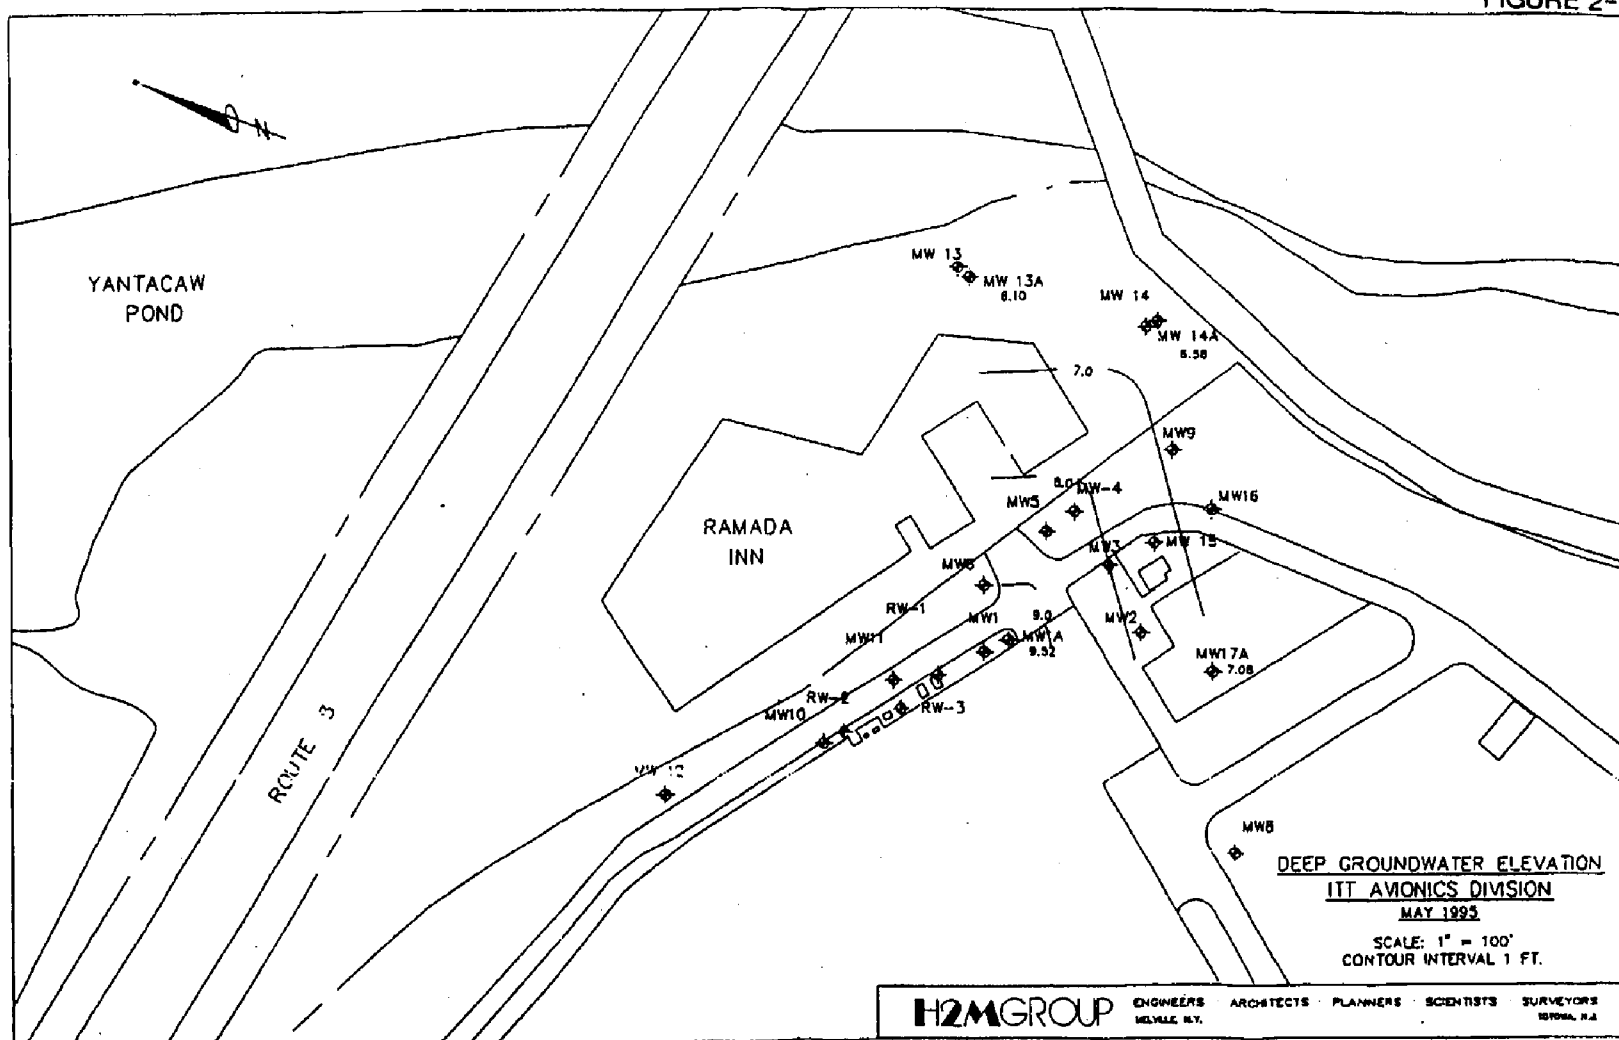 FIGURE 2-
N
YANTACAW
POND
MW 13
MW 13A
6.10
MW 14
MW 14A
6.58
7.0
MW9
8.0
MW-4
MW5
MW16
RAMADA
INN
MW3
MW 15
MW6
RW-1
MW1
9.0
MW2
MW11
MW1A
9.52
MW17A
7.08
RW-2
MW10
RW-3
ROUTE 3
MW 12
MW8
DEEP GROUNDWATER ELEVATION
ITT AVIONICS DIVISION
MAY 1995
SCALE: 1" = 100'
CONTOUR INTERVAL 1 FT.
H2MGROUP
ENGINEERS ARCHITECTS PLANNERS SCIENTISTS SURVEYORS
MELVILLE, N.Y. TOTOWA, N.J.